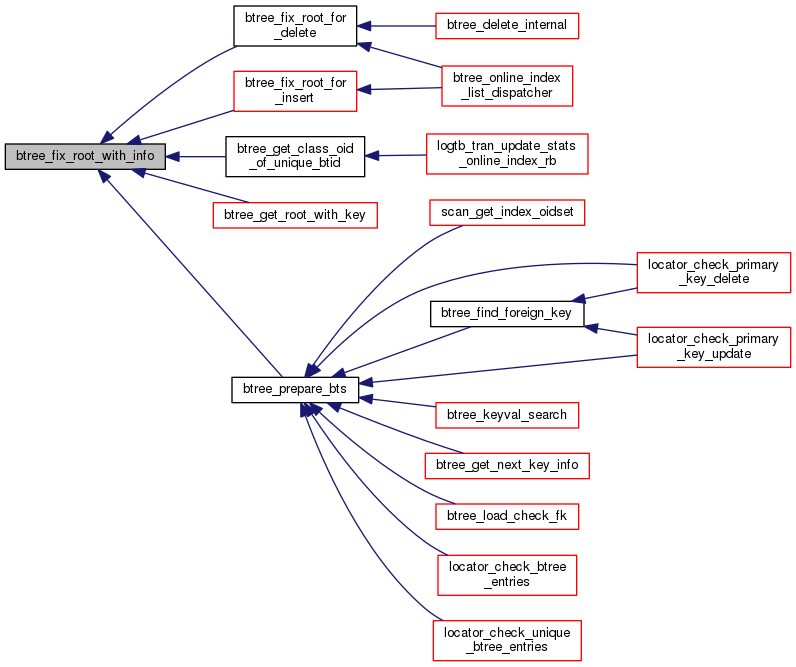 btree_fix_root_for
_delete
btree_delete_internal
btree_fix_root_for
_insert
btree_online_index
_list_dispatcher
btree_fix_root_with_info
btree_get_class_oid
_of_unique_btid
logtb_tran_update_stats
_online_index_rb
btree_get_root_with_key
scan_get_index_oidset
locator_check_primary
_key_delete
btree_find_foreign_key
locator_check_primary
_key_update
btree_prepare_bts
btree_keyval_search
btree_get_next_key_info
btree_load_check_fk
locator_check_btree
_entries
locator_check_unique
_btree_entries